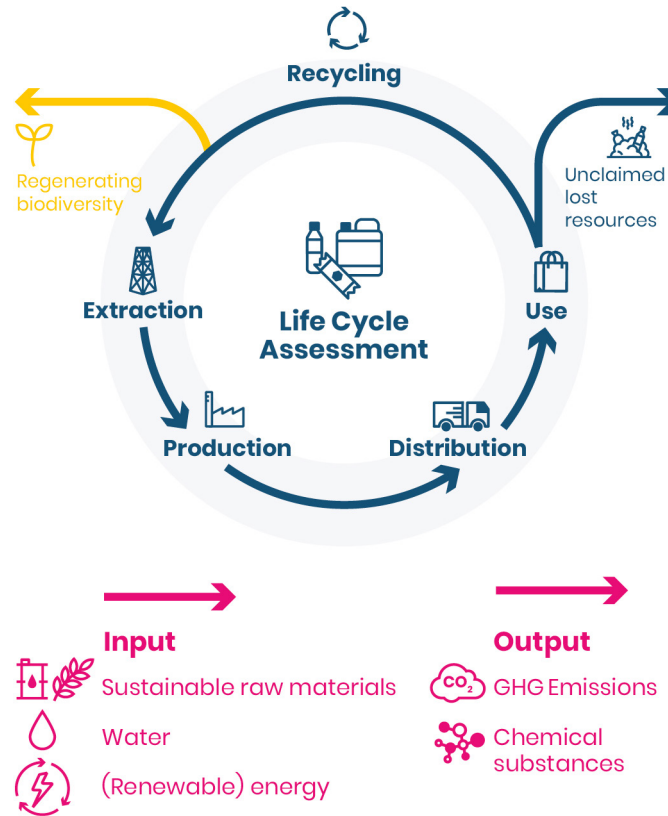 Recycling
Regenerating
biodiversity
Unclaimed
lost
resources
Extraction
Life Cycle
Assessment
Use
Production
Distribution
Input
Sustainable raw materials
Water
(Renewable) energy
Output
CO₂
GHG Emissions
Chemical
substances